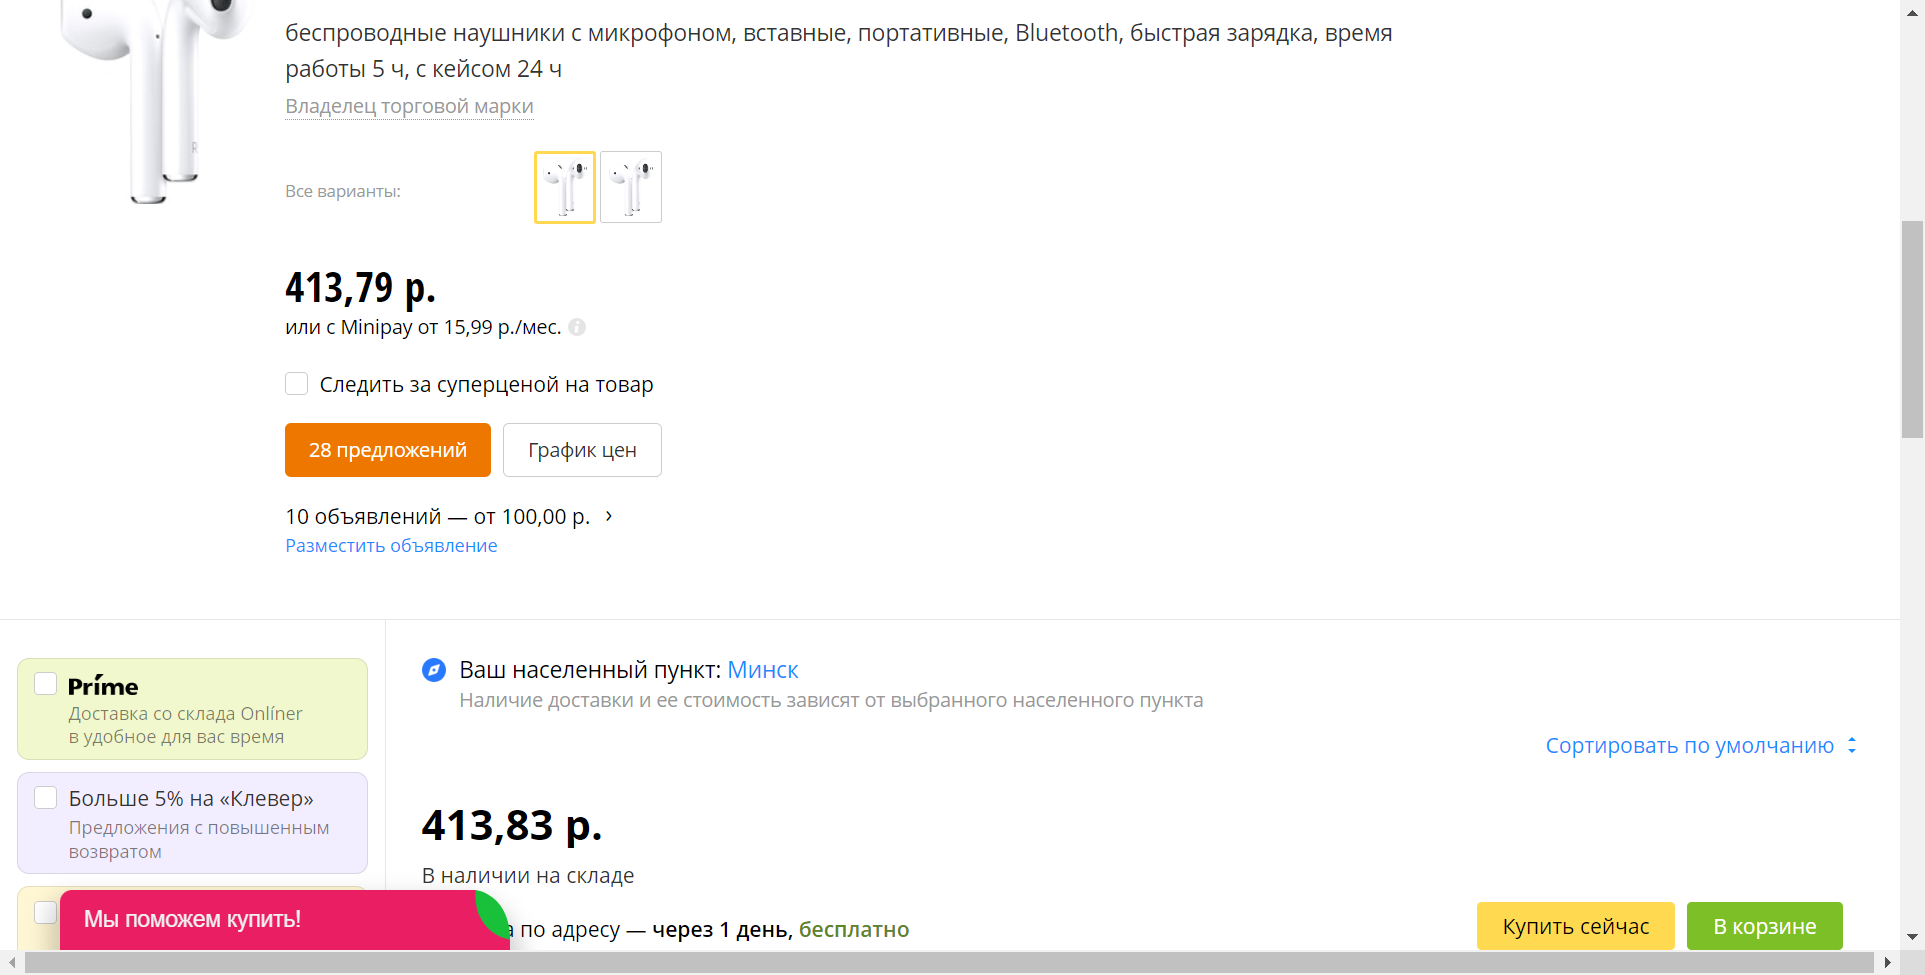 беспроводные наушники с микрофоном, вставные, портативные, Bluetooth, быстрая зарядка, время
работы 5 ч, с кейсом 24 ч
Владелец торговой марки
Все варианты:
413,79 р.
или с Minipay от 15,99 р./мес.
Следить за суперценой на товар
28 предложений
График цен
10 объявлений — от 100,00 р.
Разместить объявление
Príme
Доставка со склада Onlíner
в удобное для вас время
Больше 5% на «Клевер»
Предложения с повышенным
возвратом
Мы поможем купить!
Ваш населенный пункт: Минск
Наличие доставки и ее стоимость зависят от выбранного населенного пункта
Сортировать по умолчанию
413,83 р.
В наличии на складе
по адресу — через 1 день, бесплатно
Купить сейчас
В корзине